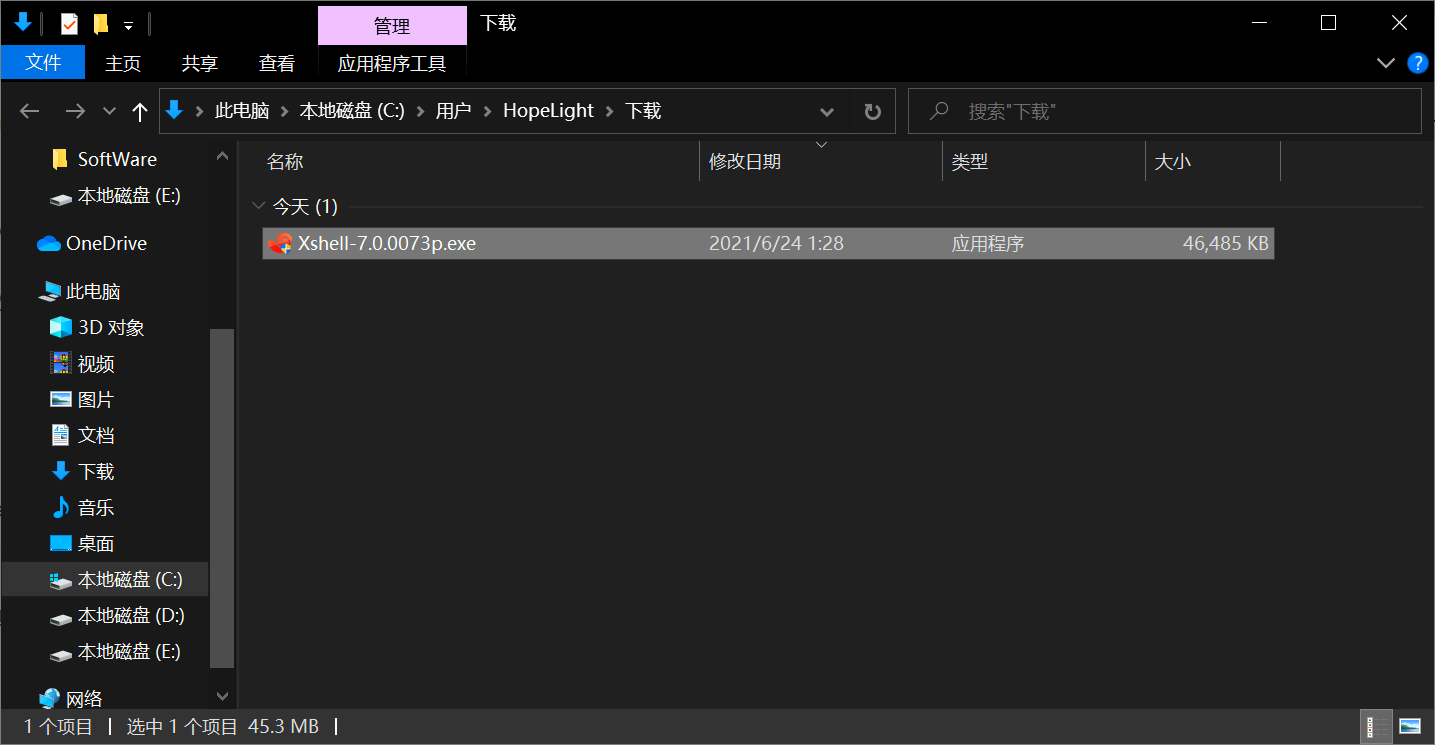 管理
下载
文件 主页 共享 查看 应用程序工具
此电脑 本地磁盘 (C:) 用户 HopeLight 下载
搜索"下载"
SoftWare
本地磁盘 (E:)
OneDrive
此电脑
3D 对象
视频
图片
文档
下载
音乐
桌面
本地磁盘 (C:)
本地磁盘 (D:)
本地磁盘 (E:)
网络
名称 修改日期 类型 大小
今天 (1)
Xshell-7.0.0073p.exe 2021/6/24 1:28 应用程序 46,485 KB
1 个项目 选中 1 个项目 45.3 MB